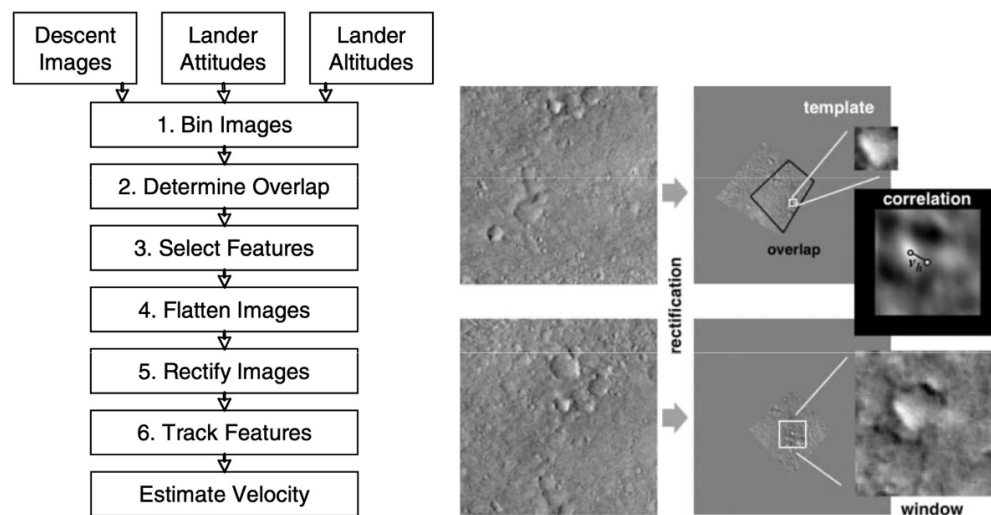 Descent
Images
Lander
Attitudes
Lander
Altitudes
1. Bin Images
2. Determine Overlap
3. Select Features
4. Flatten Images
5. Rectify Images
6. Track Features
Estimate Velocity
rectification
template
overlap
correlation
vh
window